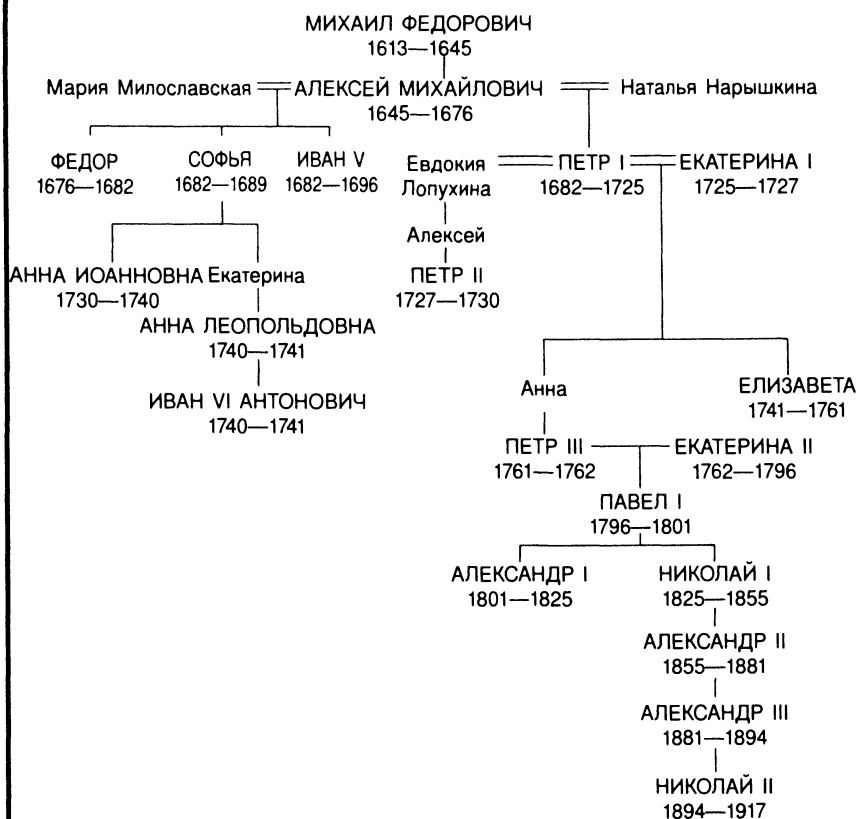 МИХАИЛ ФЕДОРОВИЧ
1613—1645
Мария Милославская АЛЕКСЕЙ МИХАЙЛОВИЧ Наталья Нарышкина
1645—1676
ФЕДОР СОФЬЯ ИВАН V Евдокия ПЕТР I ЕКАТЕРИНА I
1676—1682 1682—1689 1682—1696 Лопухина 1682—1725 1725—1727
Алексей
АННА ИОАННОВНА Екатерина ПЕТР II
1730—1740 1727—1730
АННА ЛЕОПОЛЬДОВНА
1740—1741
Анна ЕЛИЗАВЕТА
ИВАН VI АНТОНОВИЧ 1741—1761
1740—1741
ПЕТР III ЕКАТЕРИНА II
1761—1762 1762—1796
ПАВЕЛ I
1796—1801
АЛЕКСАНДР I НИКОЛАЙ I
1801—1825 1825—1855
АЛЕКСАНДР II
1855—1881
АЛЕКСАНДР III
1881—1894
НИКОЛАЙ II
1894—1917